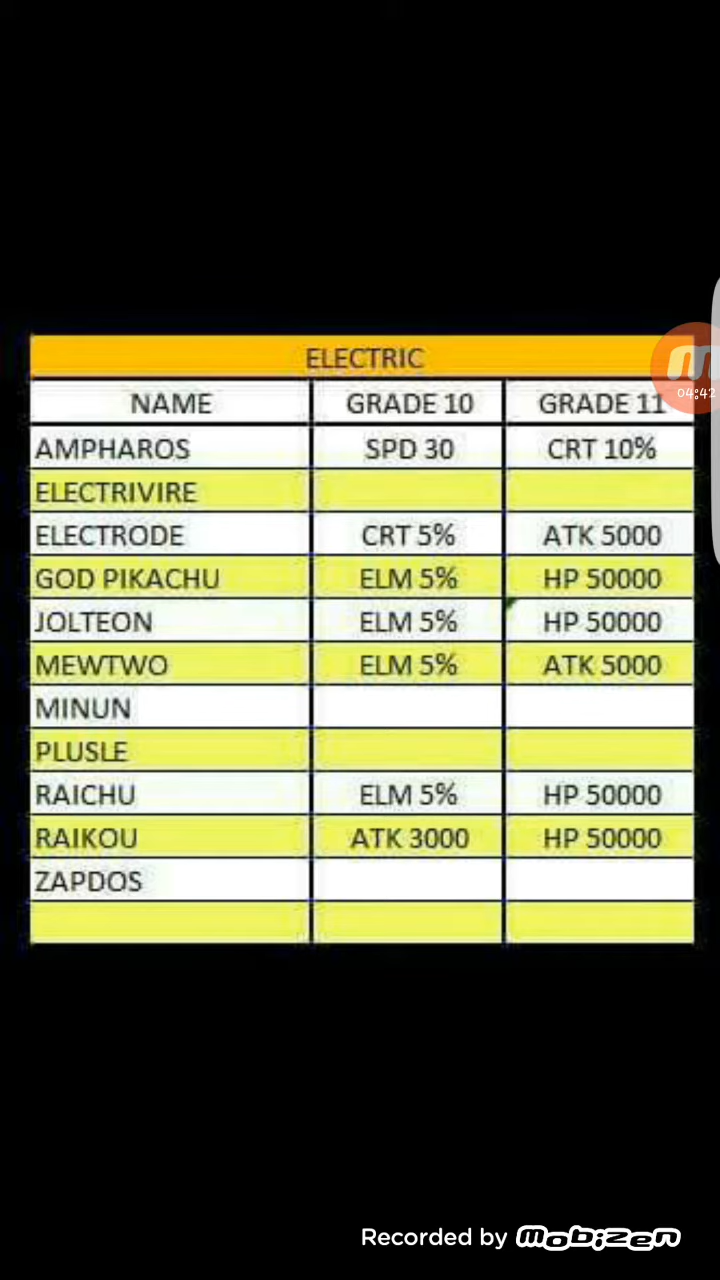 ELECTRIC
NAME GRADE 10 GRADE 11
AMPHAROS SPD 30 CRT 10%
ELECTRIVIRE
ELECTRODE CRT 5% ATK 5000
GOD PIKACHU ELM 5% HP 50000
JOLTEON ELM 5% HP 50000
MEWTWO ELM 5% ATK 5000
MINUN
PLUSLE
RAICHU ELM 5% HP 50000
RAIKOU ATK 3000 HP 50000
ZAPDOS
04:42
Recorded by Mobizen